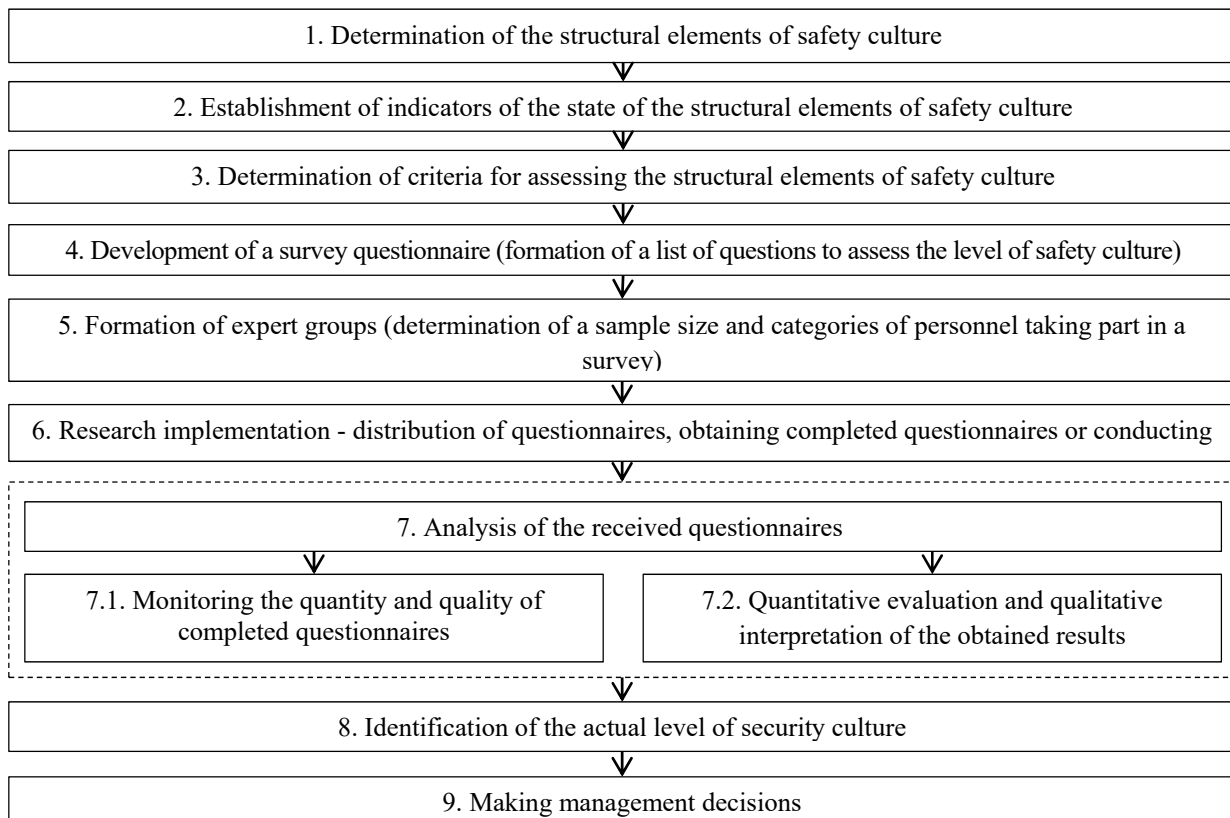 1. Determination of the structural elements of safety culture
2. Establishment of indicators of the state of the structural elements of safety culture
3. Determination of criteria for assessing the structural elements of safety culture
4. Development of a survey questionnaire (formation of a list of questions to assess the level of safety culture)
5. Formation of expert groups (determination of a sample size and categories of personnel taking part in a
survey)
6. Research implementation - distribution of questionnaires, obtaining completed questionnaires or conducting
7. Analysis of the received questionnaires
7.1. Monitoring the quantity and quality of
completed questionnaires
7.2. Quantitative evaluation and qualitative
interpretation of the obtained results
8. Identification of the actual level of security culture
9. Making management decisions